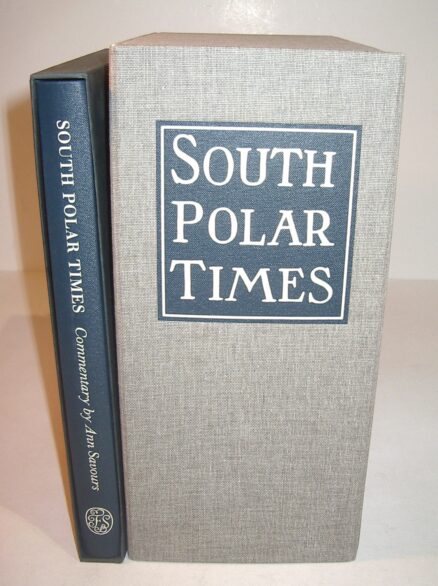 SOUTH POLAR TIMES Commentary by Ann Savours
SOUTH
POLAR
TIMES